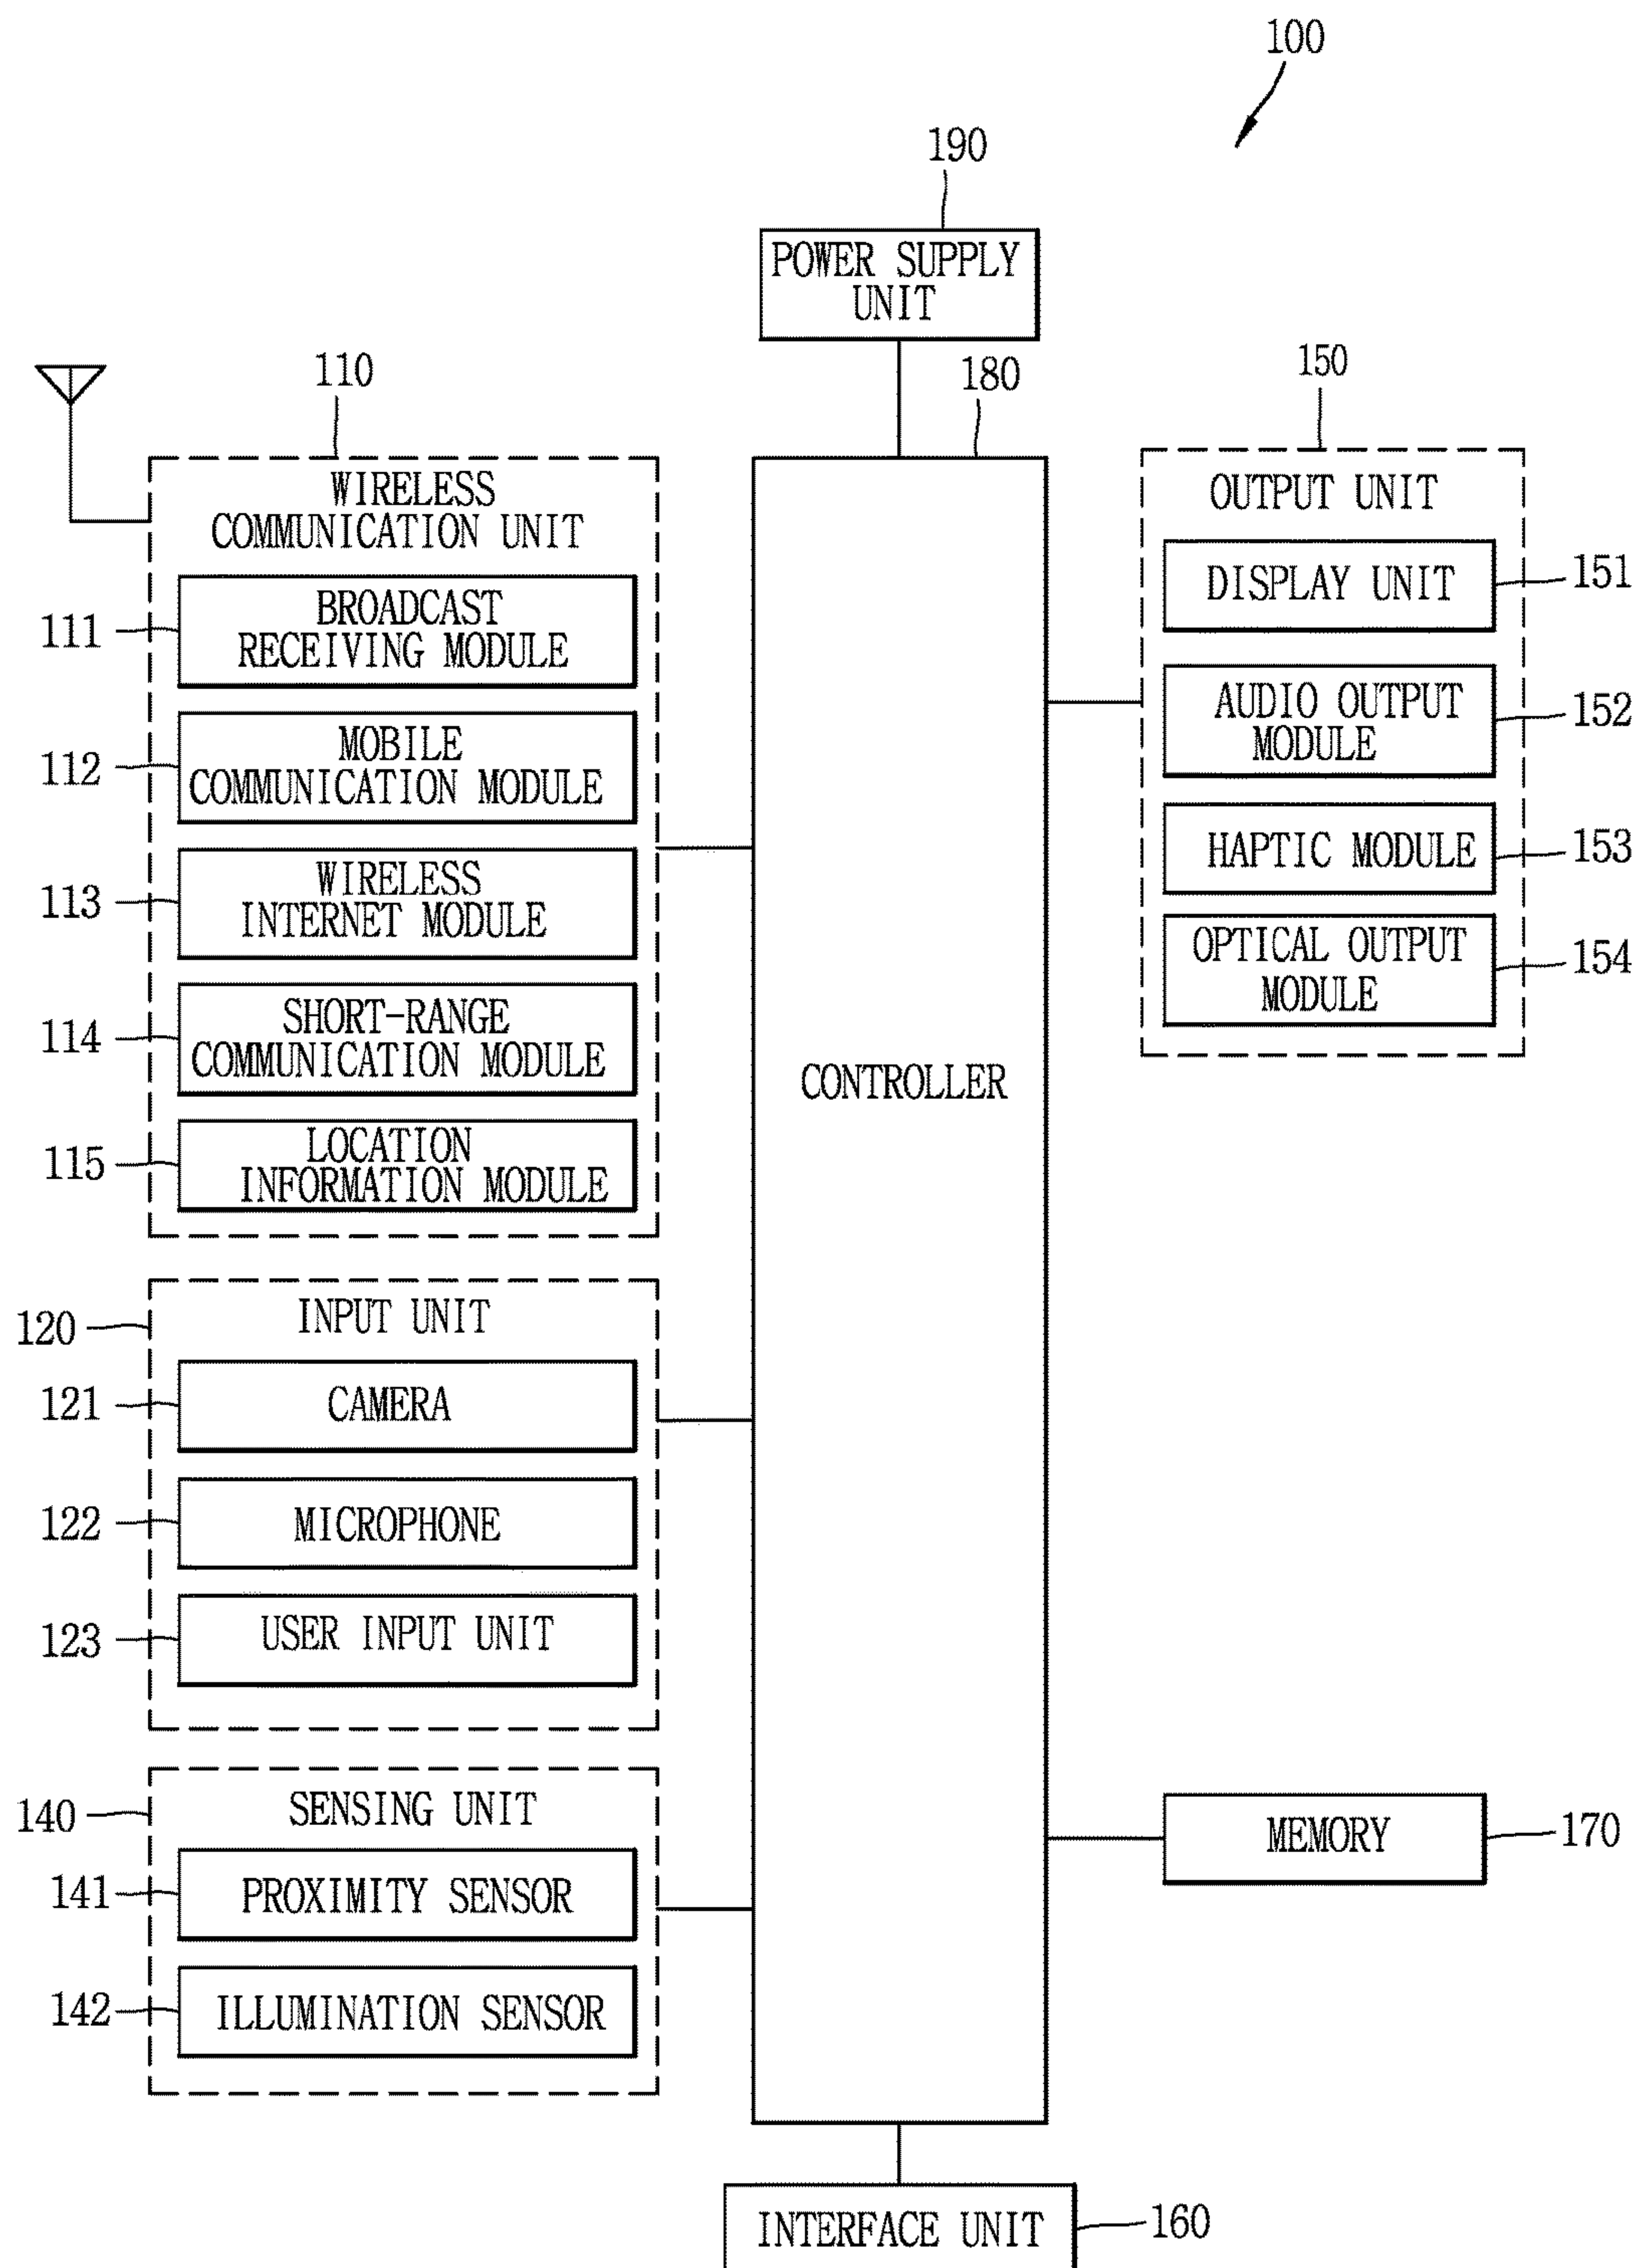 100
190
POWER SUPPLY
UNIT
110
180
150
WIRELESS
COMMUNICATION UNIT
111
BROADCAST
RECEIVING MODULE
112
MOBILE
COMMUNICATION MODULE
113
WIRELESS
INTERNET MODULE
114
SHORT-RANGE
COMMUNICATION MODULE
115
LOCATION
INFORMATION MODULE
120
INPUT UNIT
121
CAMERA
122
MICROPHONE
123
USER INPUT UNIT
140
SENSING UNIT
141
PROXIMITY SENSOR
142
ILLUMINATION SENSOR
CONTROLLER
OUTPUT UNIT
DISPLAY UNIT
151
AUDIO OUTPUT
MODULE
152
HAPTIC MODULE
153
OPTICAL OUTPUT
MODULE
154
MEMORY
170
INTERFACE UNIT
160